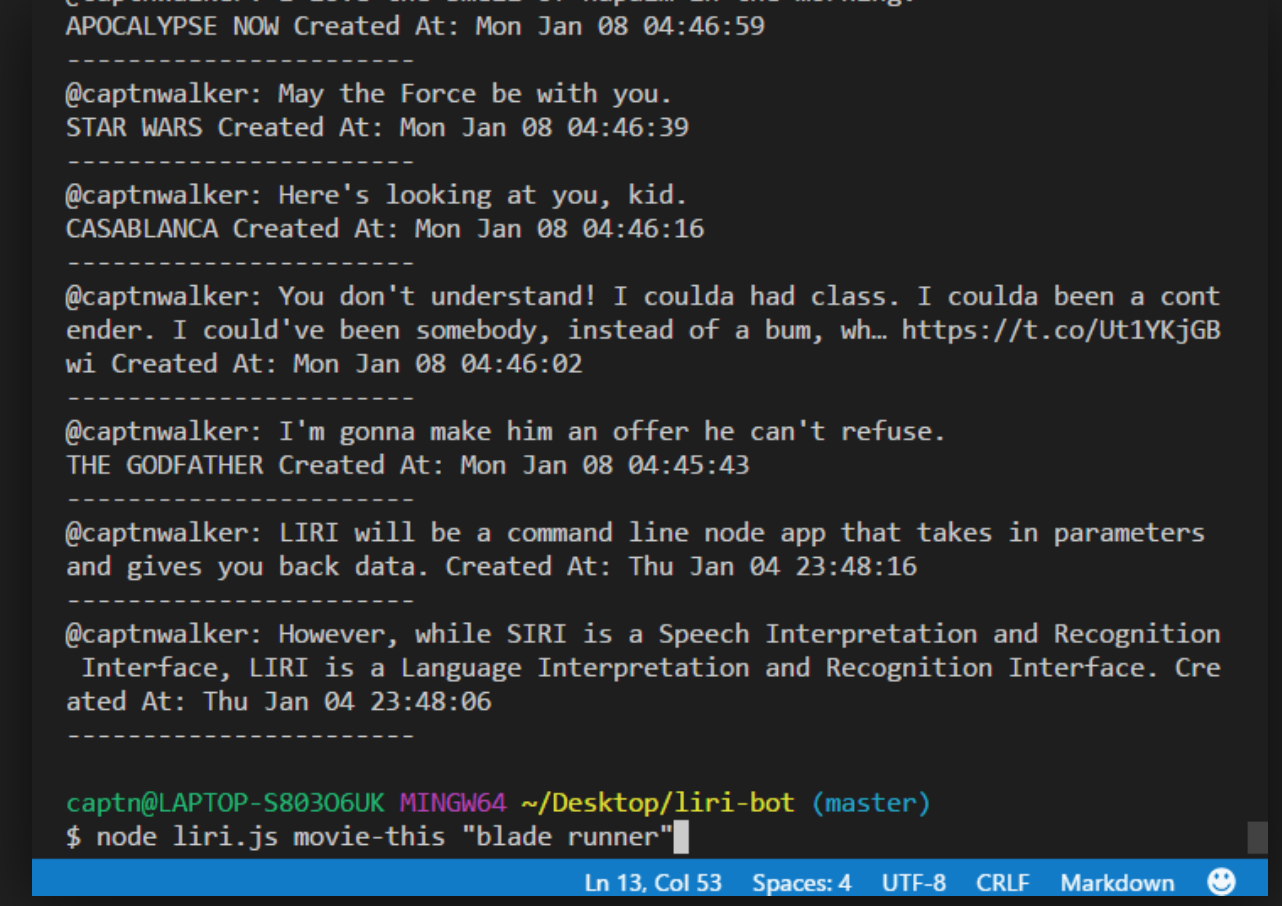 APOCALYPSE NOW Created At: Mon Jan 08 04:46:59
-----------------------
@captnwalker: May the Force be with you.
STAR WARS Created At: Mon Jan 08 04:46:39
-----------------------
@captnwalker: Here's looking at you, kid.
CASABLANCA Created At: Mon Jan 08 04:46:16
-----------------------
@captnwalker: You don't understand! I coulda had class. I coulda been a cont
ender. I could've been somebody, instead of a bum, wh… https://t.co/Ut1YKjGB
wi Created At: Mon Jan 08 04:46:02
-----------------------
@captnwalker: I'm gonna make him an offer he can't refuse.
THE GODFATHER Created At: Mon Jan 08 04:45:43
-----------------------
@captnwalker: LIRI will be a command line node app that takes in parameters
and gives you back data. Created At: Thu Jan 04 23:48:16
-----------------------
@captnwalker: However, while SIRI is a Speech Interpretation and Recognition
 Interface, LIRI is a Language Interpretation and Recognition Interface. Cre
ated At: Thu Jan 04 23:48:06
-----------------------
captn@LAPTOP-S803O6UK MINGW64 ~/Desktop/liri-bot (master)
$ node liri.js movie-this "blade runner"
Ln 13, Col 53 Spaces: 4 UTF-8 CRLF Markdown